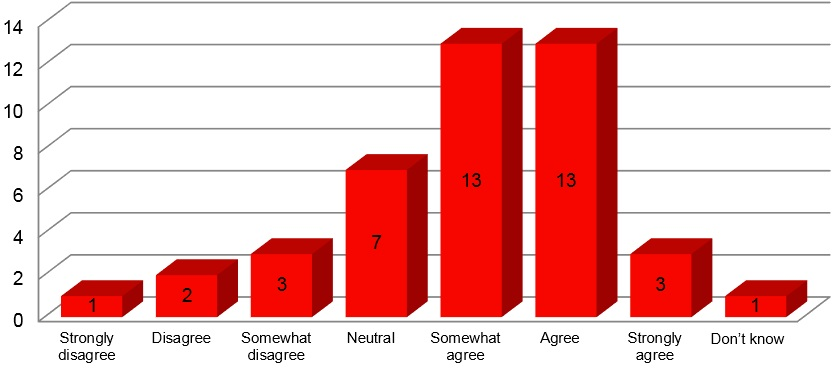 14
12
10
8
6
4
2
0
1
2
3
7
13
13
3
1
Strongly
disagree
Disagree
Somewhat
disagree
Neutral
Somewhat
agree
Agree
Strongly
agree
Don’t know